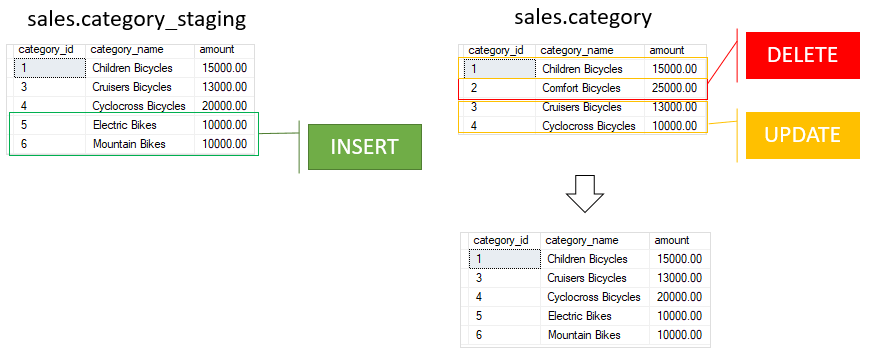 sales.category_staging
category_id category_name amount
1 Children Bicycles 15000.00
3 Cruisers Bicycles 13000.00
4 Cyclocross Bicycles 20000.00
5 Electric Bikes 10000.00
6 Mountain Bikes 10000.00
INSERT
sales.category
category_id category_name amount
1 Children Bicycles 15000.00
2 Comfort Bicycles 25000.00
3 Cruisers Bicycles 13000.00
4 Cyclocross Bicycles 10000.00
DELETE
UPDATE
category_id category_name amount
1 Children Bicycles 15000.00
3 Cruisers Bicycles 13000.00
4 Cyclocross Bicycles 20000.00
5 Electric Bikes 10000.00
6 Mountain Bikes 10000.00